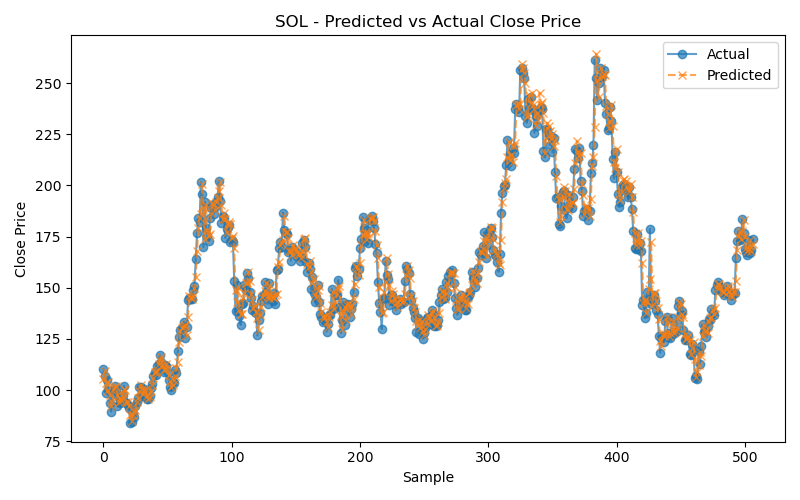 SOL - Predicted vs Actual Close Price
Actual
Predicted
Close Price
250
225
200
175
150
125
100
75
0 100 200 300 400 500
Sample